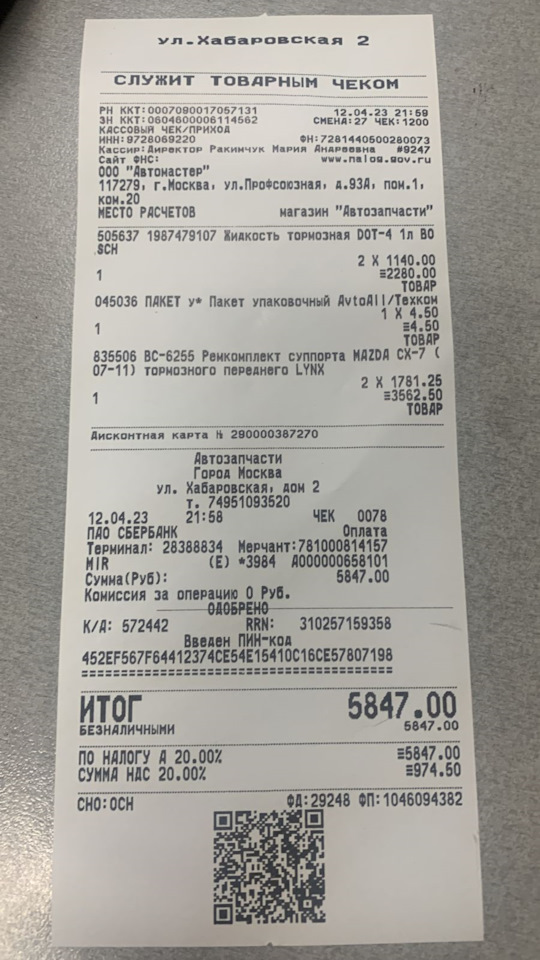 ул.Хабаровская 2
СЛУЖИТ ТОВАРНЫМ ЧЕКОМ
РН ККТ:0007090017057131 12.04.23 21:59
ЗН ККТ:0604600006114562 СМЕНА:27 ЧЕК:1200
КАССОВЫЙ ЧЕК/ПРИХОД
ИНН:9728069220 ФН:7281440500280073
Кассир:Директор Ракинчук Мария Андреевна #9247
Сайт ФНС: www.nalog.gov.ru
ООО "Автомастер"
117279, г.Москва, ул.Профсоюзная, д.93А, пом.1,
ком.20
МЕСТО РАСЧЕТОВ магазин "Автозапчасти"
505637 1987479107 Жидкость тормозная DOT-4 1л BO
SCH
2 X 1140.00
1 ≡2280.00
ТОВАР
045036 ПАКЕТ у* Пакет упаковочный AvtoAll/Техком
1 X 4.50
1 ≡4.50
ТОВАР
835506 BC-6255 Ремкомплект суппорта MAZDA CX-7 (
07-11) тормозного переднего LYNX
2 X 1781.25
1 ≡3562.50
ТОВАР
Дисконтная карта № 290000387270
Автозапчасти
Город Москва
ул. Хабаровская, дом 2
т. 74951093520
12.04.23 21:58 ЧЕК 0078
ПАО СБЕРБАНК Оплата
Терминал: 28388834 Мерчант:781000814157
MIR (E) *3984 A000000658101
Сумма(Руб): 5847.00
Комиссия за операцию 0 Руб.
ОДОБРЕНО
К/А: 572442 RRN: 310257159358
Введен ПИН-код
452EF567F64412374CE54E15410C16CE57807198
========================================
ИТОГ 5847.00
БЕЗНАЛИЧНЫМИ 5847.00
ПО НАЛОГУ А 20.00% ≡5847.00
СУММА НДС 20.00% ≡974.50
СНО:ОСН ФД:29248 ФП:1046094382